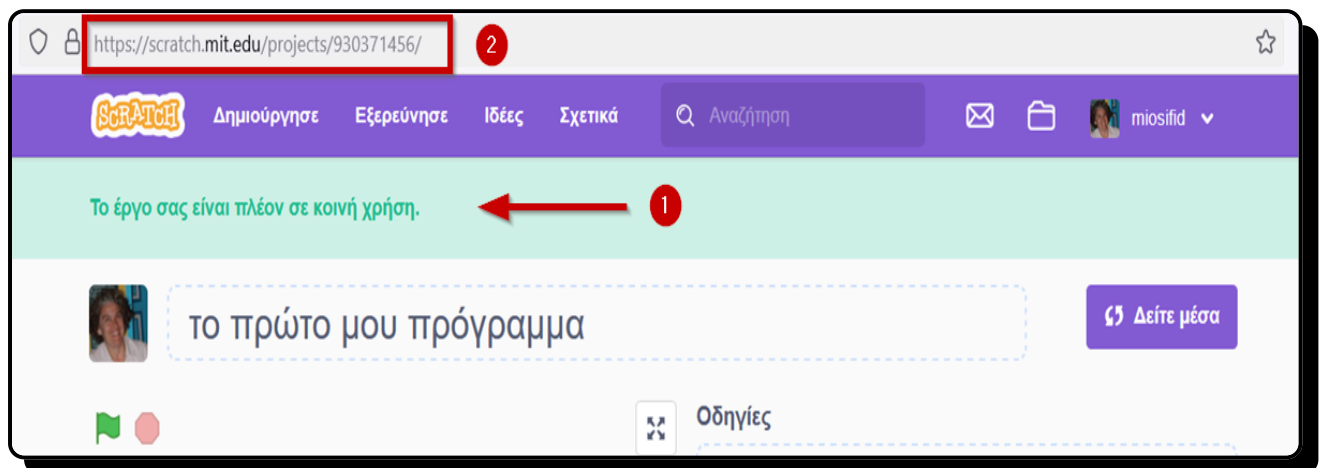 https://scratch.mit.edu/projects/930371456/ 2
SCRATCH Δημιούργησε Εξερεύνησε Ιδέες Σχετικά Αναζήτηση miosifid
Το έργο σας είναι πλέον σε κοινή χρήση. 1
το πρώτο μου πρόγραμμα Δείτε μέσα
Οδηγίες